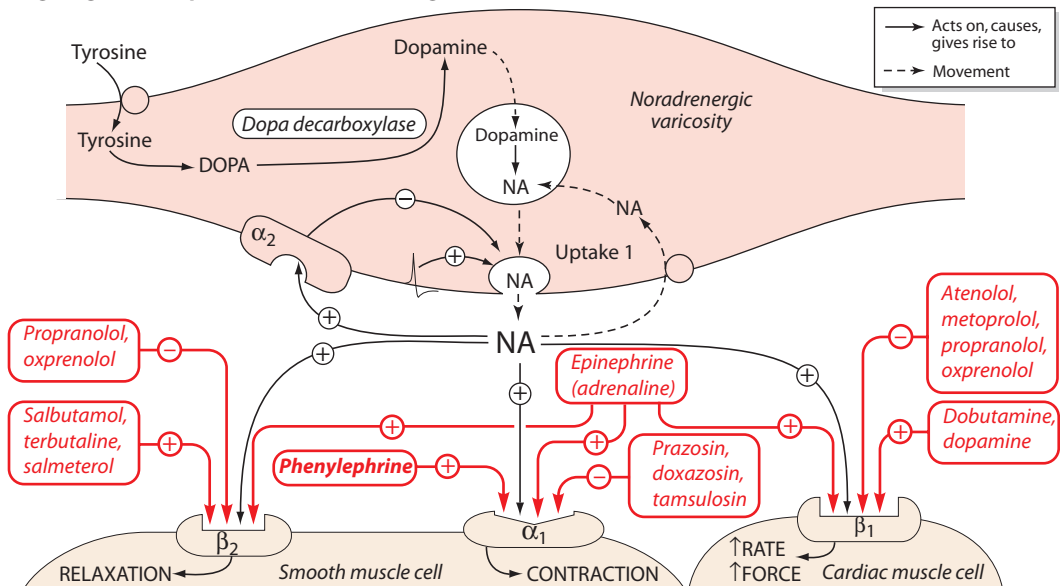 Acts on, causes,
gives rise to
Movement
Tyrosine
Dopamine
Noradrenergic
varicosity
Dopa decarboxylase
Tyrosine
DOPA
Dopamine
NA
NA
α2
−
+
Uptake 1
NA
+
NA
Propranolol,
oxprenolol
−
+
Epinephrine
(adrenaline)
+
+
Atenolol,
metoprolol,
propranolol,
oxprenolol
−
Salbutamol,
terbutaline,
salmeterol
+
+
Phenylephrine
+
+
Prazosin,
doxazosin,
tamsulosin
−
+
Dobutamine,
dopamine
+
β2
α1
β1
RELAXATION
Smooth muscle cell
CONTRACTION
↑RATE
↑FORCE
Cardiac muscle cell